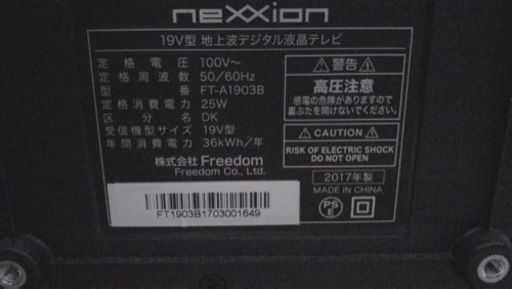 neXXion
19V型 地上波デジタル液晶テレビ
定格電圧 100V～
定格周波数 50/60Hz
型番 FT-A1903B
定格消費電力 25W
区分名 DK
受信機型サイズ 19V型
年間消費電力 36kWh/年
株式会社 Freedom
Freedom Co., Ltd.
FT1903B1703001649
警告
高圧注意
感電の危険がありますので
裏ぶたを開けないでください。
CAUTION
RISK OF ELECTRIC SHOCK
DO NOT OPEN
2017年製
MADE IN CHINA
PS
E